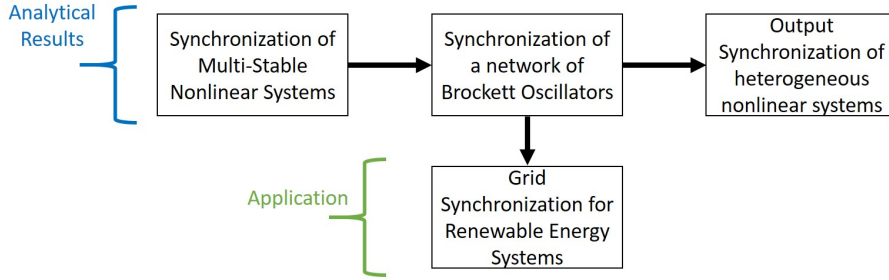 Analytical
Results
Synchronization of
Multi-Stable
Nonlinear Systems
Synchronization of
a network of
Brockett Oscillators
Output
Synchronization of
heterogeneous
nonlinear systems
Application
Grid
Synchronization for
Renewable Energy
Systems